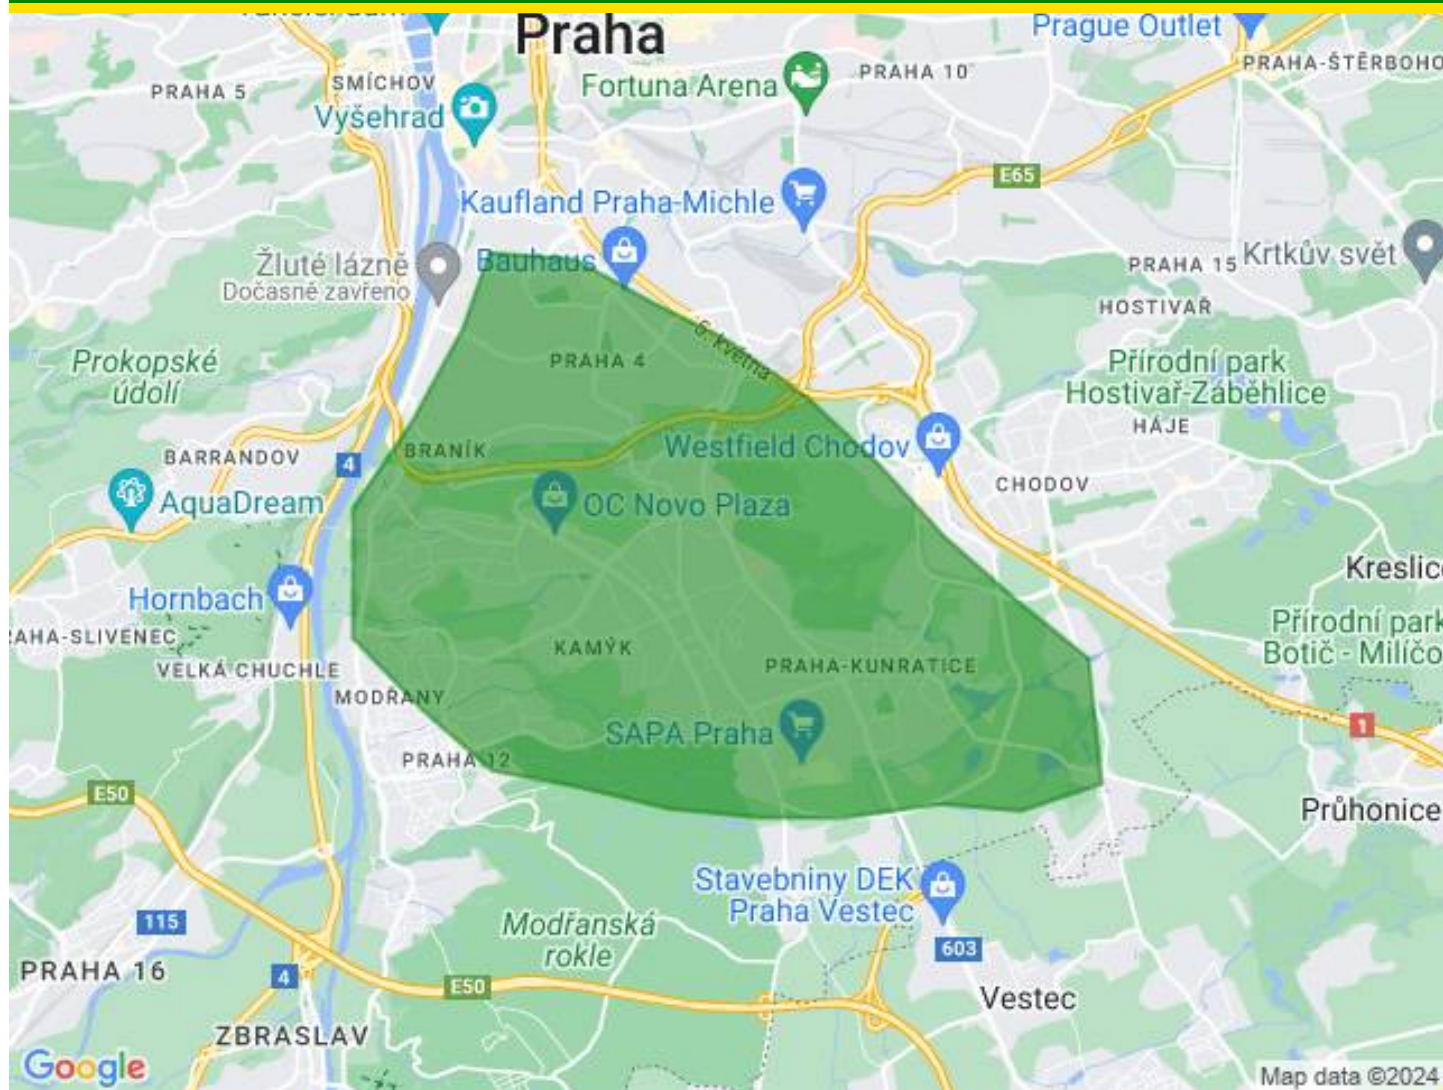 Praha
Prague Outlet
PRAHA 5
SMÍCHOV
Vyšehrad
Fortuna Arena
PRAHA 10
PRAHA-ŠTĚRBOHO
E65
Kaufland Praha-Michle
Žluté lázně
Dočasně zavřeno
Bauhaus
PRAHA 15
Krtkův svět
HOSTIVAŘ
Prokopské
údolí
PRAHA 4
5. května
Přírodní park
Hostivař-Záběhlice
HÁJE
BARRANDOV
4
BRANÍK
Westfield Chodov
CHODOV
AquaDream
OC Novo Plaza
Kreslic
Hornbach
RAHA-SLIVENEC
VELKÁ CHUCHLE
KAMÝK
PRAHA-KUNRATICE
Přírodní park
Botič - Milíčo
MODŘANY
SAPA Praha
1
PRAHA 12
E50
Průhonice
Stavebniny DEK
Praha Vestec
115
Modřanská
rokle
603
PRAHA 16
4
E50
Vestec
ZBRASLAV
Google
Map data ©2024